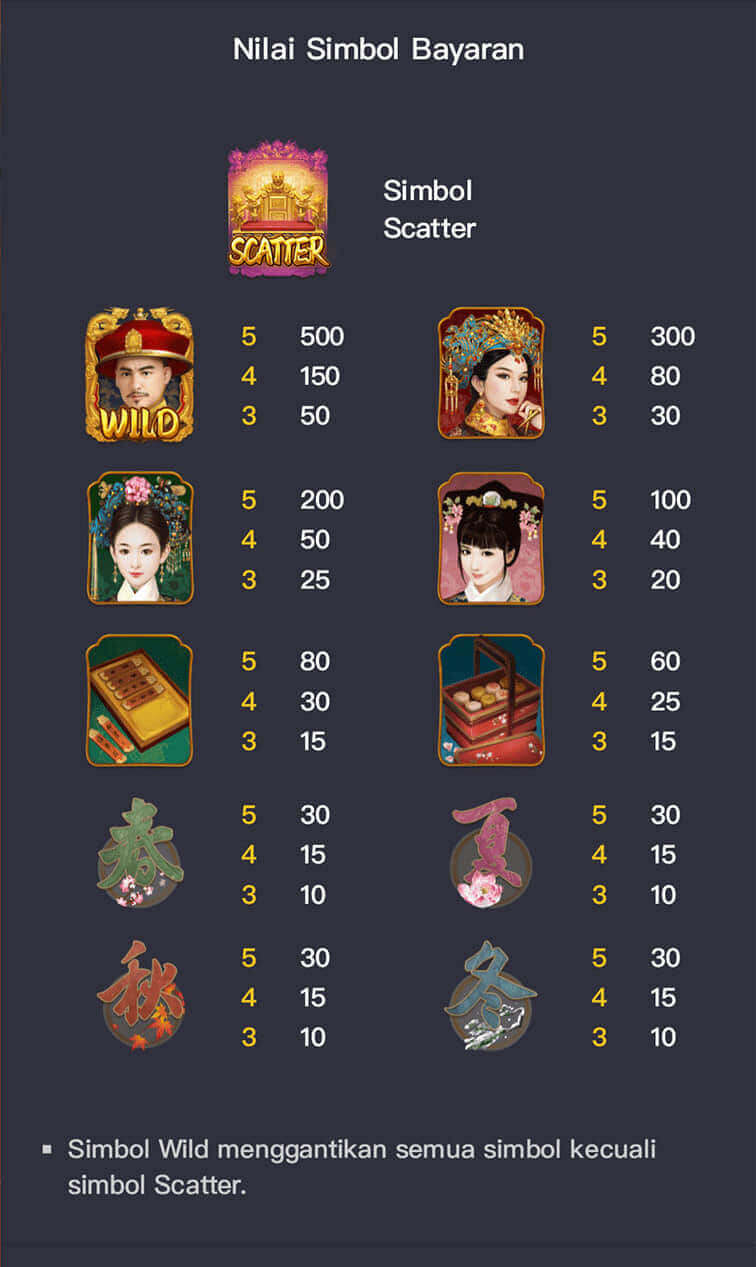 Nilai Simbol Bayaran
SCATTER
Simbol
Scatter
WILD
5 500
4 150
3 50
5 300
4 80
3 30
5 200
4 50
3 25
5 100
4 40
3 20
5 80
4 30
3 15
5 60
4 25
3 15
春
5 30
4 15
3 10
夏
5 30
4 15
3 10
秋
5 30
4 15
3 10
冬
5 30
4 15
3 10
▪ Simbol Wild menggantikan semua simbol kecuali
simbol Scatter.